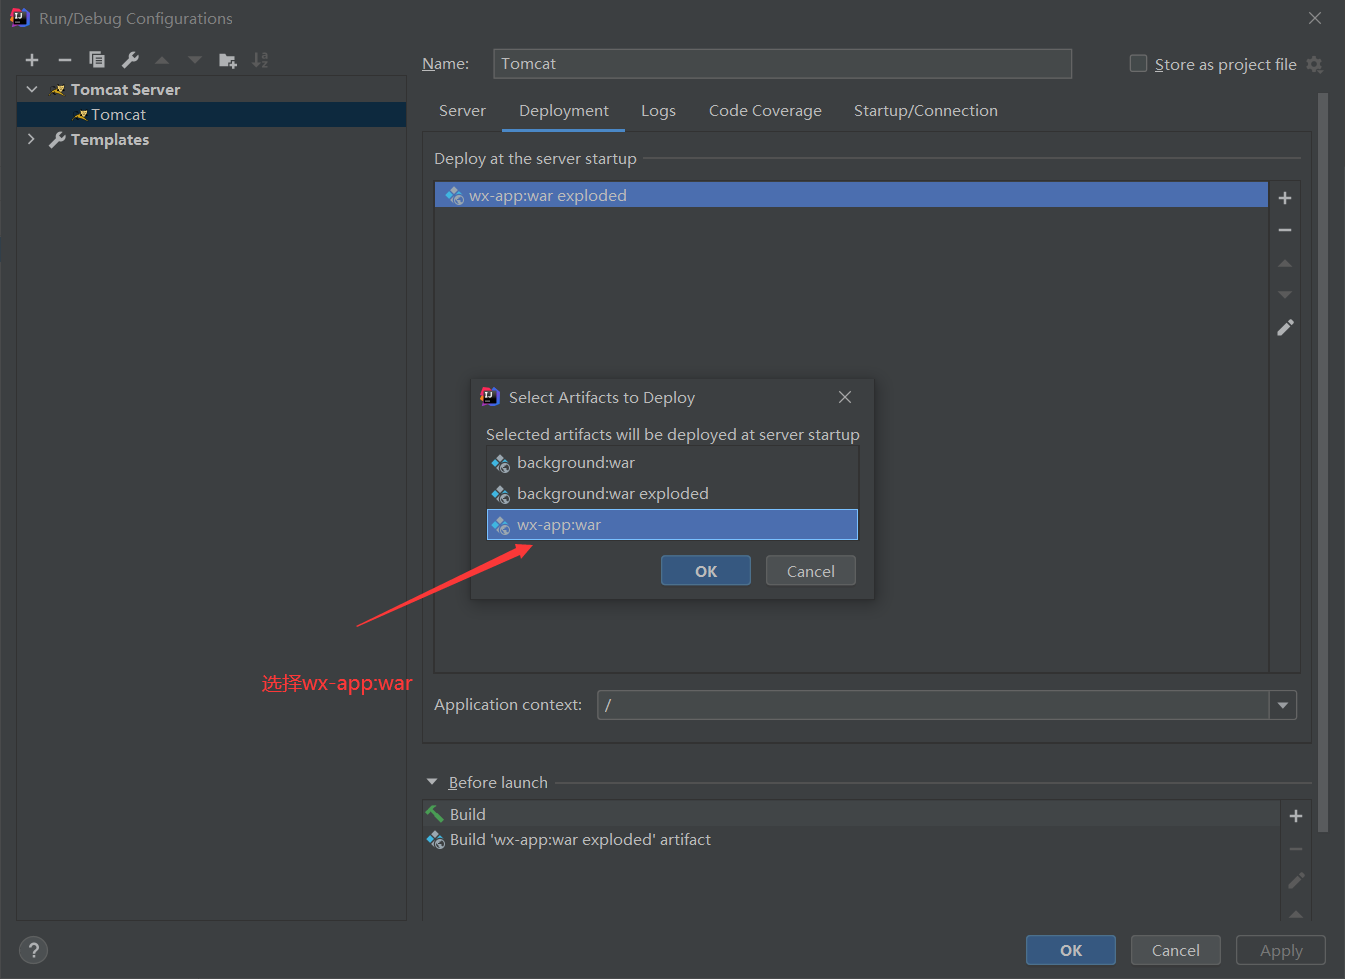 Run/Debug Configurations
Name:
Tomcat
Store as project file
Tomcat Server
Tomcat
Templates
Server
Deployment
Logs
Code Coverage
Startup/Connection
Deploy at the server startup
wx-app:war exploded
Select Artifacts to Deploy
Selected artifacts will be deployed at server startup
background:war
background:war exploded
wx-app:war
OK
Cancel
选择wx-app:war
Application context:
/
Before launch
Build
Build 'wx-app:war exploded' artifact
?
OK
Cancel
Apply